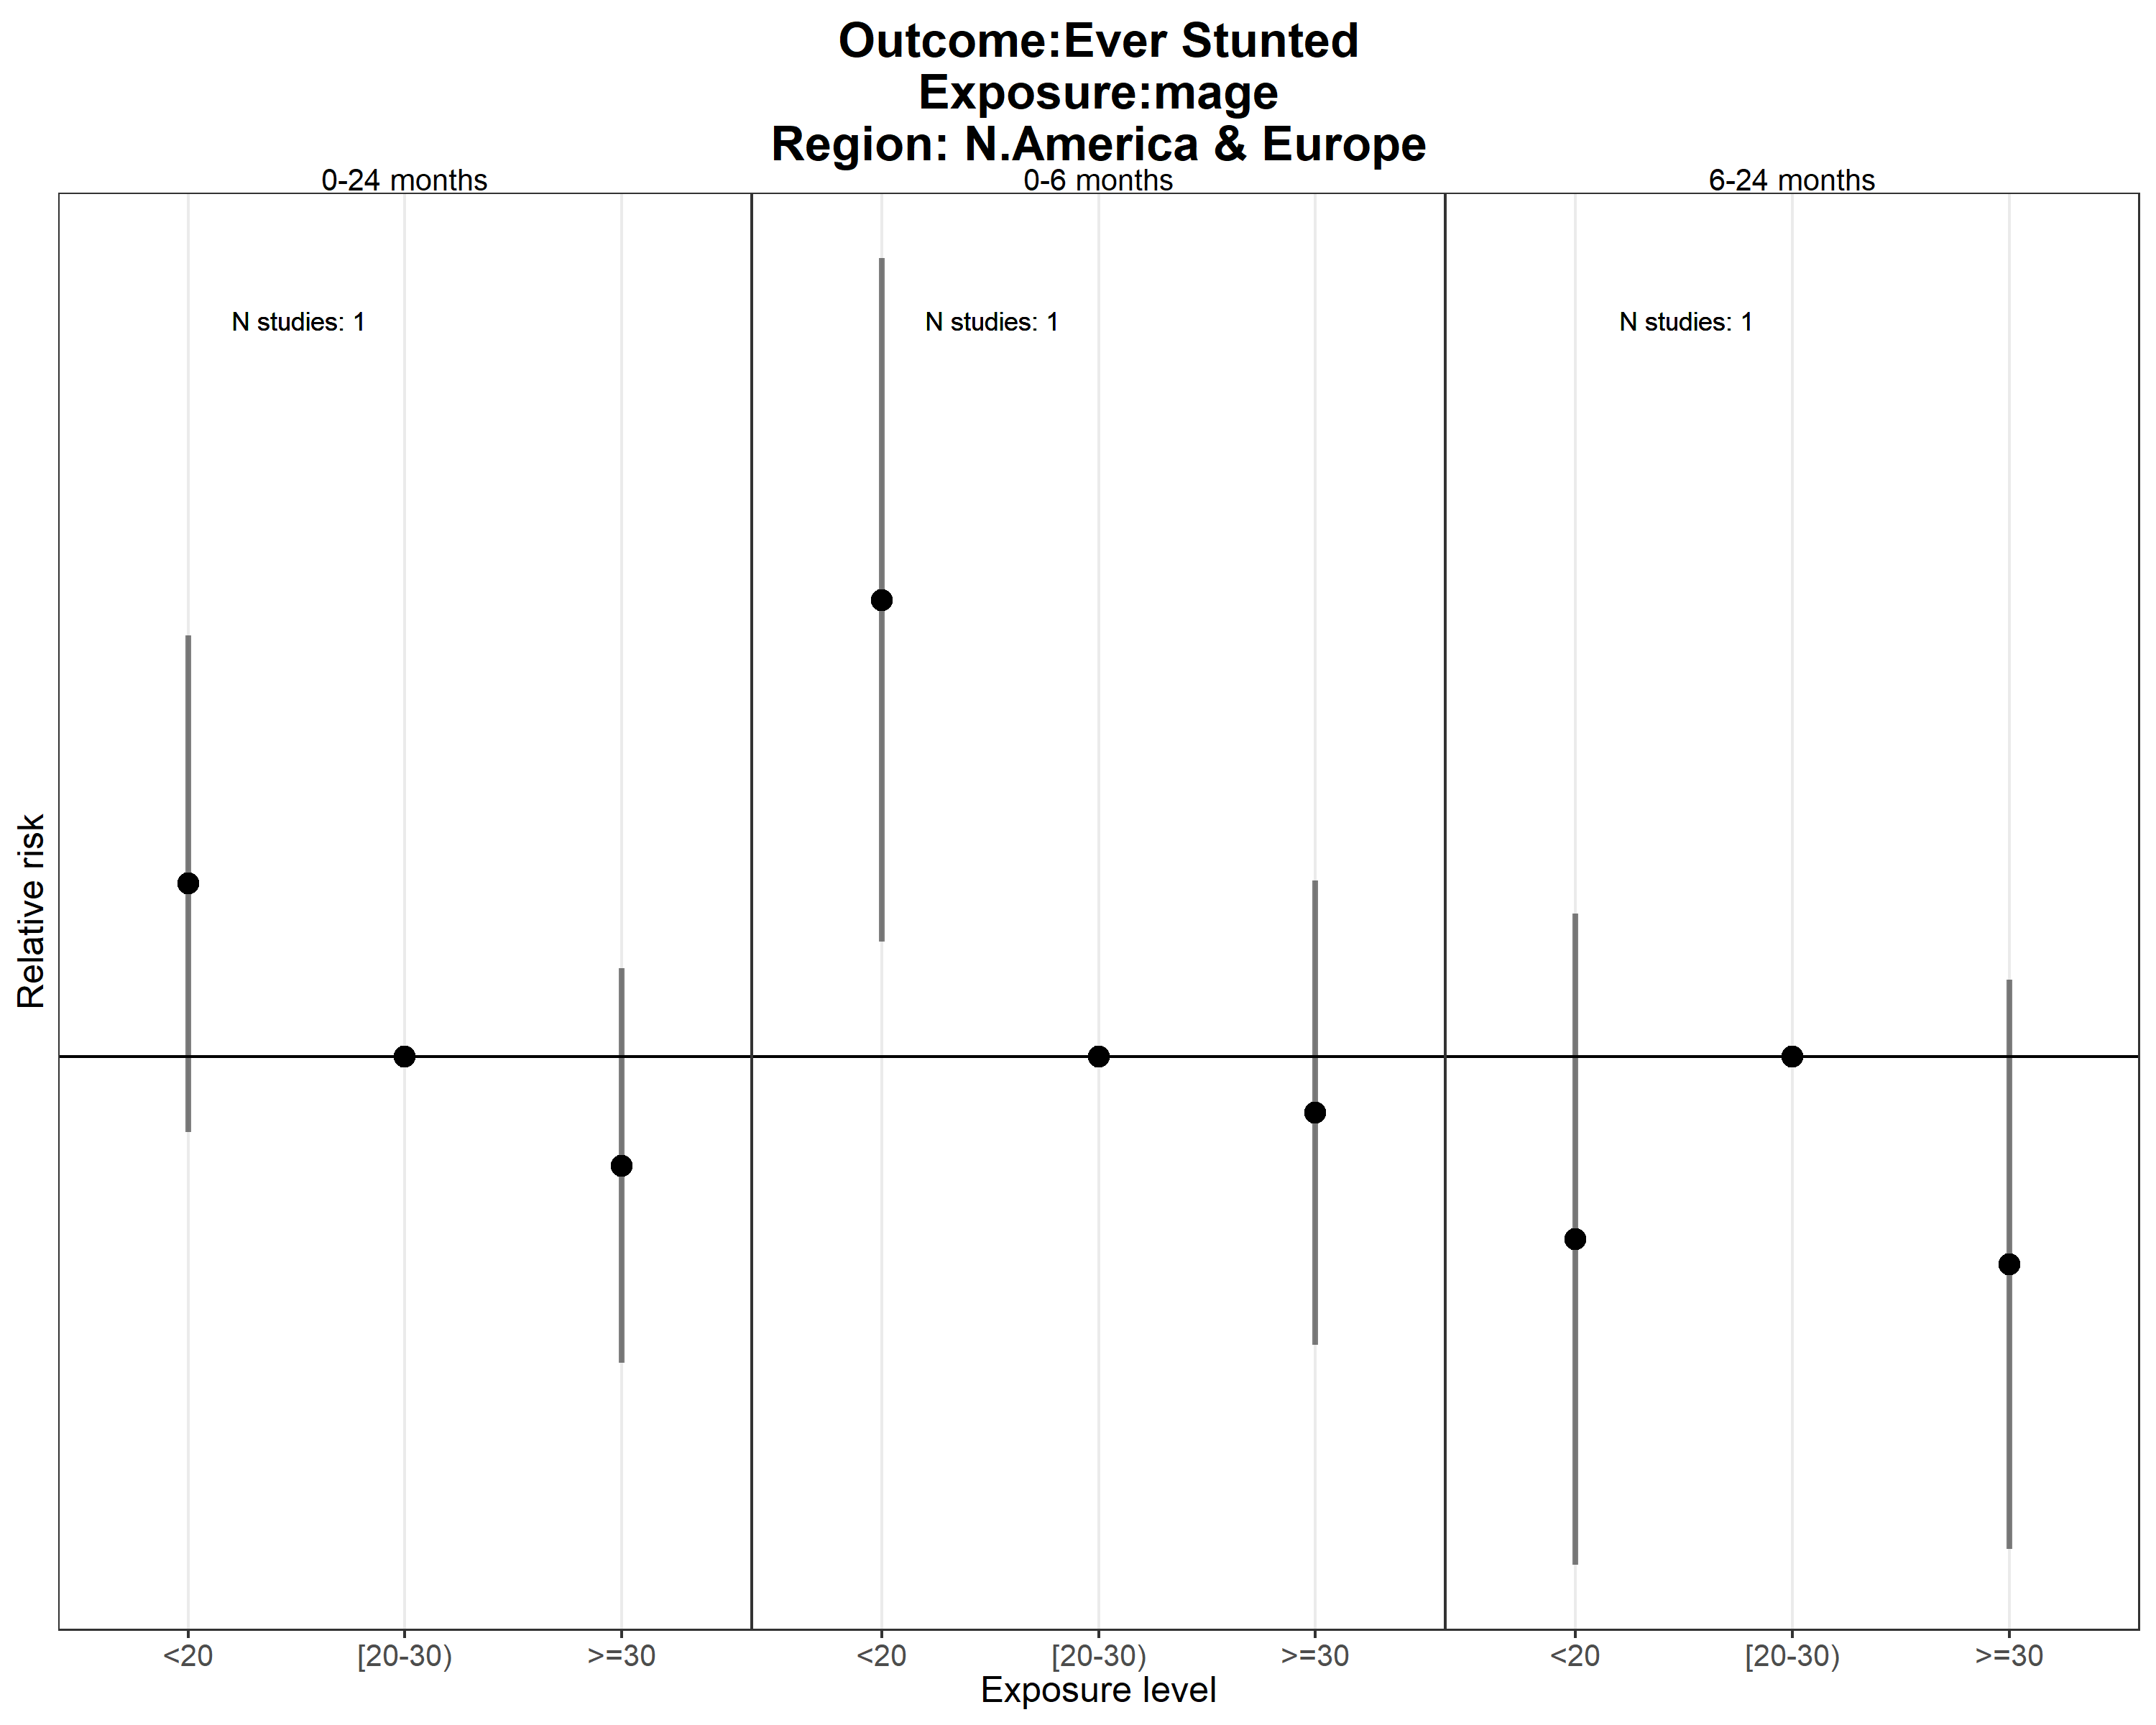 Outcome:Ever Stunted
Exposure:mage
Region: N.America & Europe
0-24 months
0-6 months
6-24 months
N studies: 1
N studies: 1
N studies: 1
Relative risk
<20
[20-30)
>=30
<20
[20-30)
>=30
<20
[20-30)
>=30
Exposure level